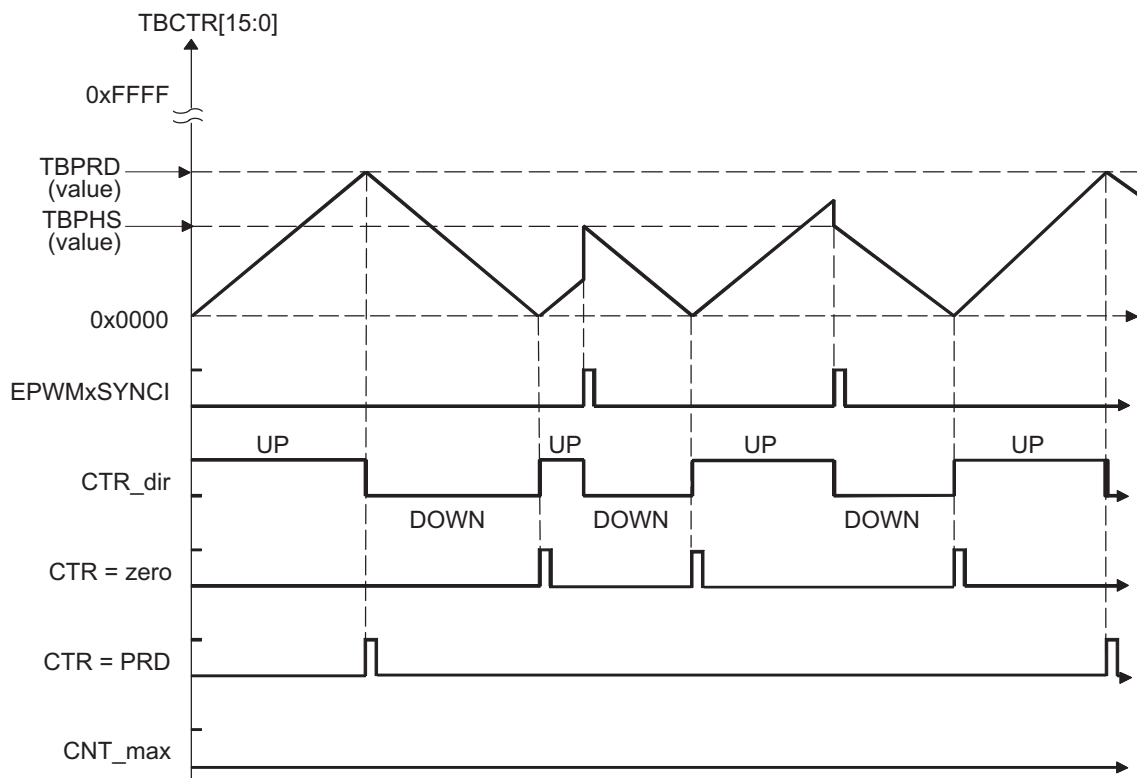 TBCTR[15:0]
0xFFFF
TBPRD
(value)
TBPHS
(value)
0x0000
EPWMxSYNCI
UP
UP
UP
UP
CTR_dir
DOWN
DOWN
DOWN
CTR = zero
CTR = PRD
CNT_max